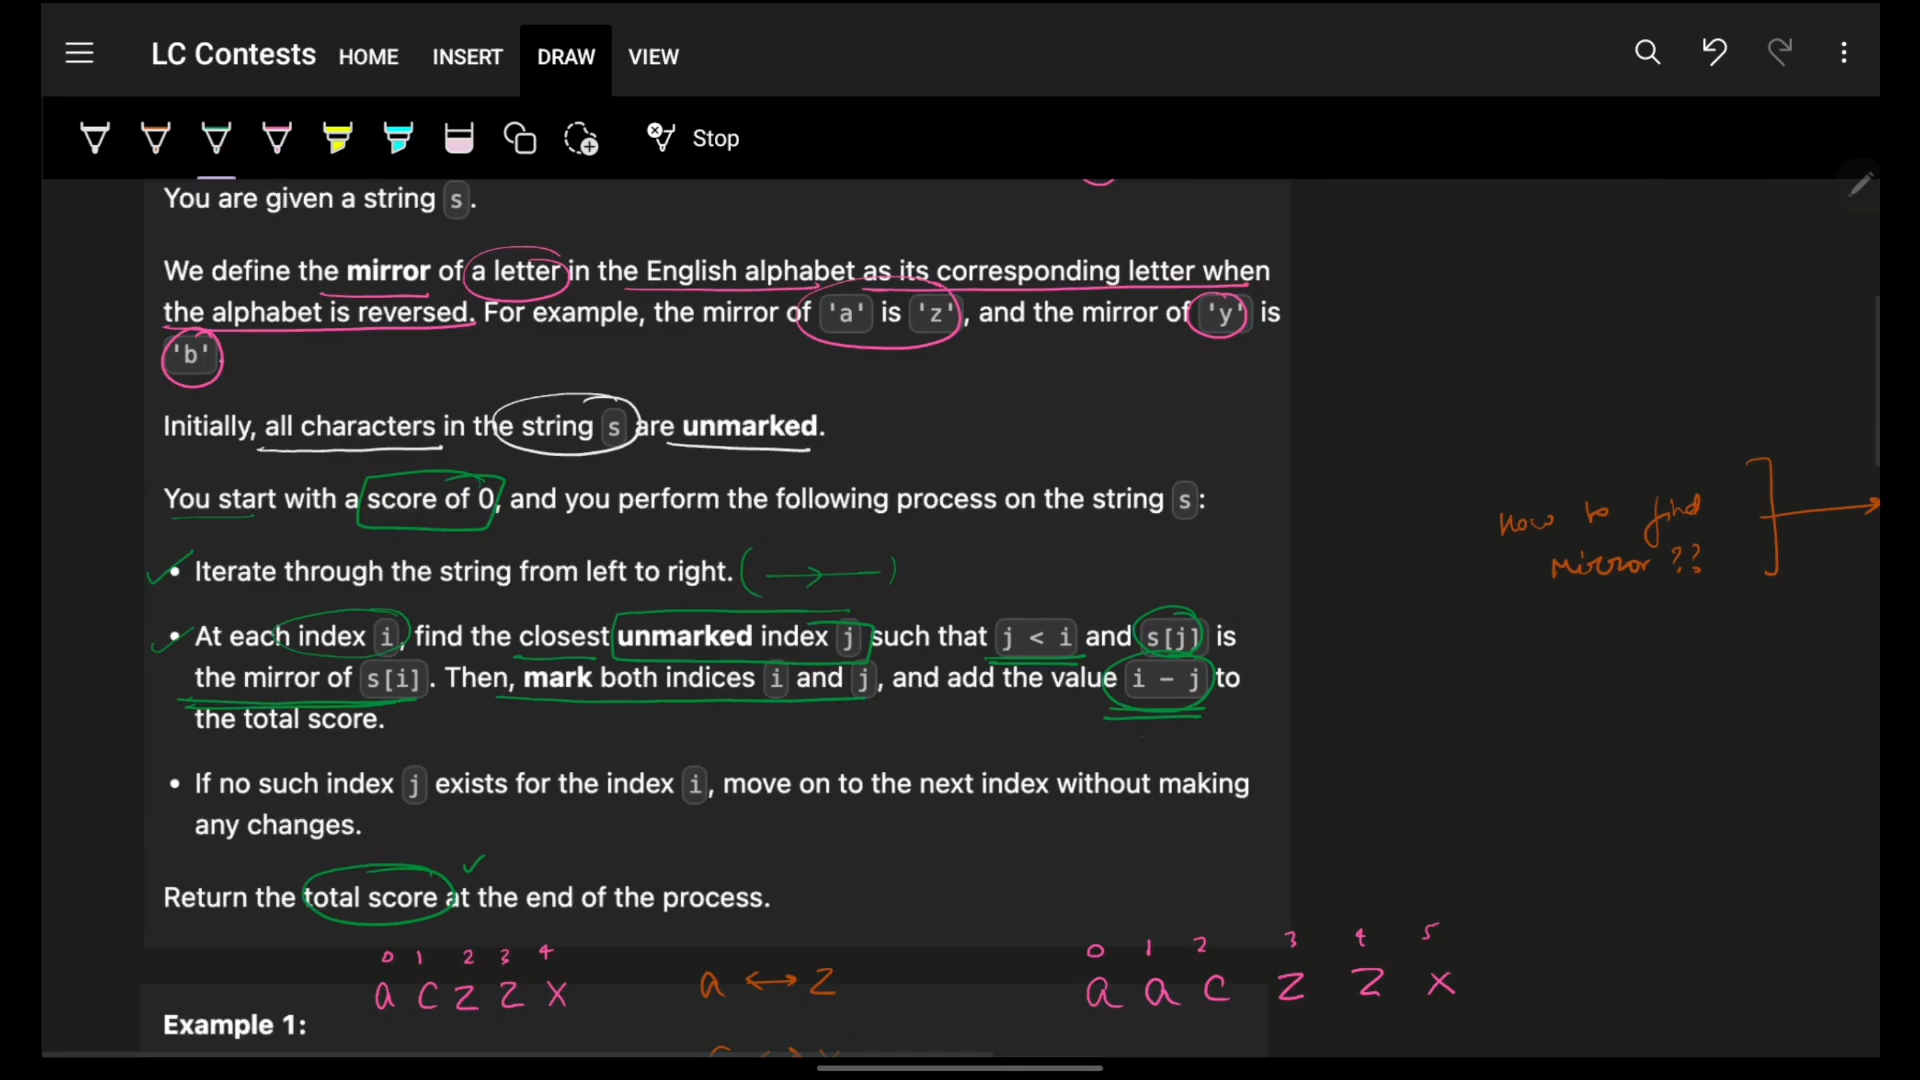 LC Contests HOME INSERT DRAW VIEW
Stop
You are given a string s.
We define the mirror of a letter in the English alphabet as its corresponding letter when
the alphabet is reversed. For example, the mirror of 'a' is 'z', and the mirror of 'y' is
'b'.
Initially, all characters in the string s are unmarked.
You start with a score of 0, and you perform the following process on the string s:
How to find
mirror ??
• Iterate through the string from left to right.
• At each index i, find the closest unmarked index j such that j < i and s[j] is
the mirror of s[i]. Then, mark both indices i and j, and add the value i - j to
the total score.
• If no such index j exists for the index i, move on to the next index without making
any changes.
Return the total score at the end of the process.
0 1 2 3 4
a c z z x
a ↔ z
0 1 2 3 4 5
a a c z z x
Example 1: